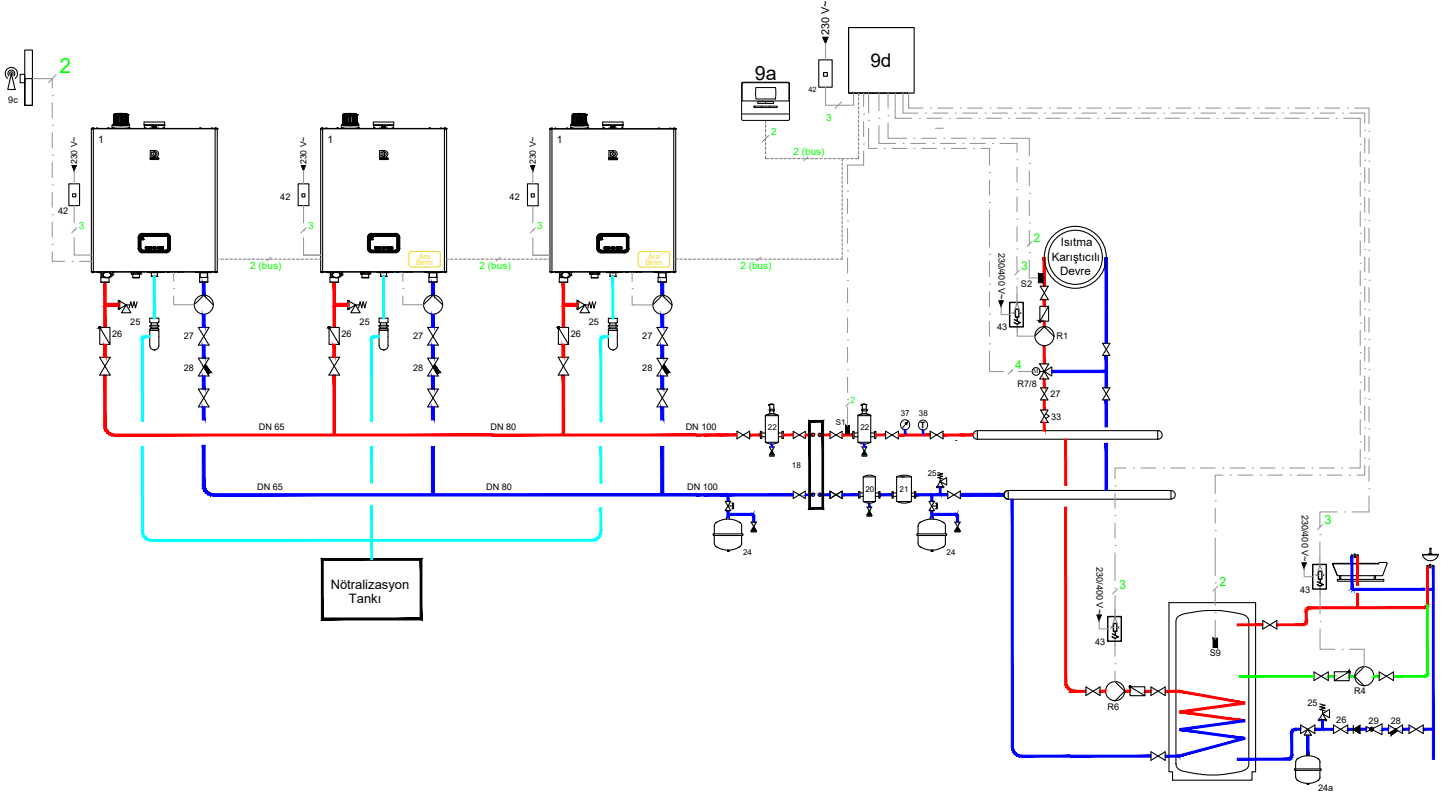 2
9c
1
230 V~
42
3
1
230 V~
42
3
1
230 V~
42
3
Ara
Birim
Ara
Birim
2 (bus)
2 (bus)
2 (bus)
9a
2
2 (bus)
230 V~
42
3
9d
25
26
27
28
25
26
27
28
25
26
27
28
DN 65
DN 80
DN 100
DN 65
DN 80
DN 100
Nötralizasyon
Tankı
22
18
S1
2
22
37
38
20
21
25
24
24
2
3
230/400 V~
43
S2
Isıtma
Karıştıcılı
Devre
R1
4
M
R7/8
27
33
230/400 V~
3
43
R6
2
S9
230/400 V~
3
43
R4
25
26
29
28
24a